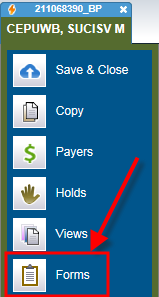 211068390_BP
CEPUWB, SUCISV M
Save & Close
Copy
Payers
Holds
Views
Forms